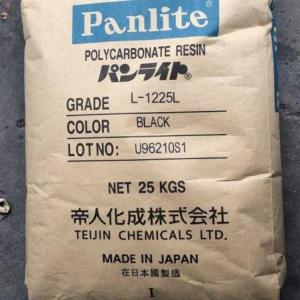 Panlite
POLYCARBONATE RESIN
パンライト®
GRADE L-1225L
COLOR BLACK
LOT NO: U96210S1
NET 25 KGS
帝人化成株式会社
TEIJIN CHEMICALS LTD.
MADE IN JAPAN
在日本國製造
I